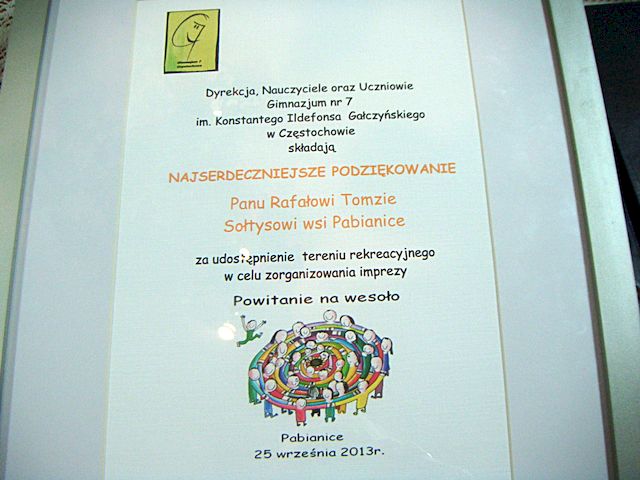 Dyrekcja, Nauczyciele oraz Uczniowie
Gimnazjum nr 7
im. Konstantego Ildefonsa Gałczyńskiego
w Częstochowie
składają
NAJSERDECZNIEJSZE PODZIĘKOWANIE
Panu Rafałowi Tomzie
Sołtysowi wsi Pabianice
za udostępnienie tereniu rekreacyjnego
w celu zorganizowania imprezy
Powitanie na wesoło
Pabianice
25 września 2013r.